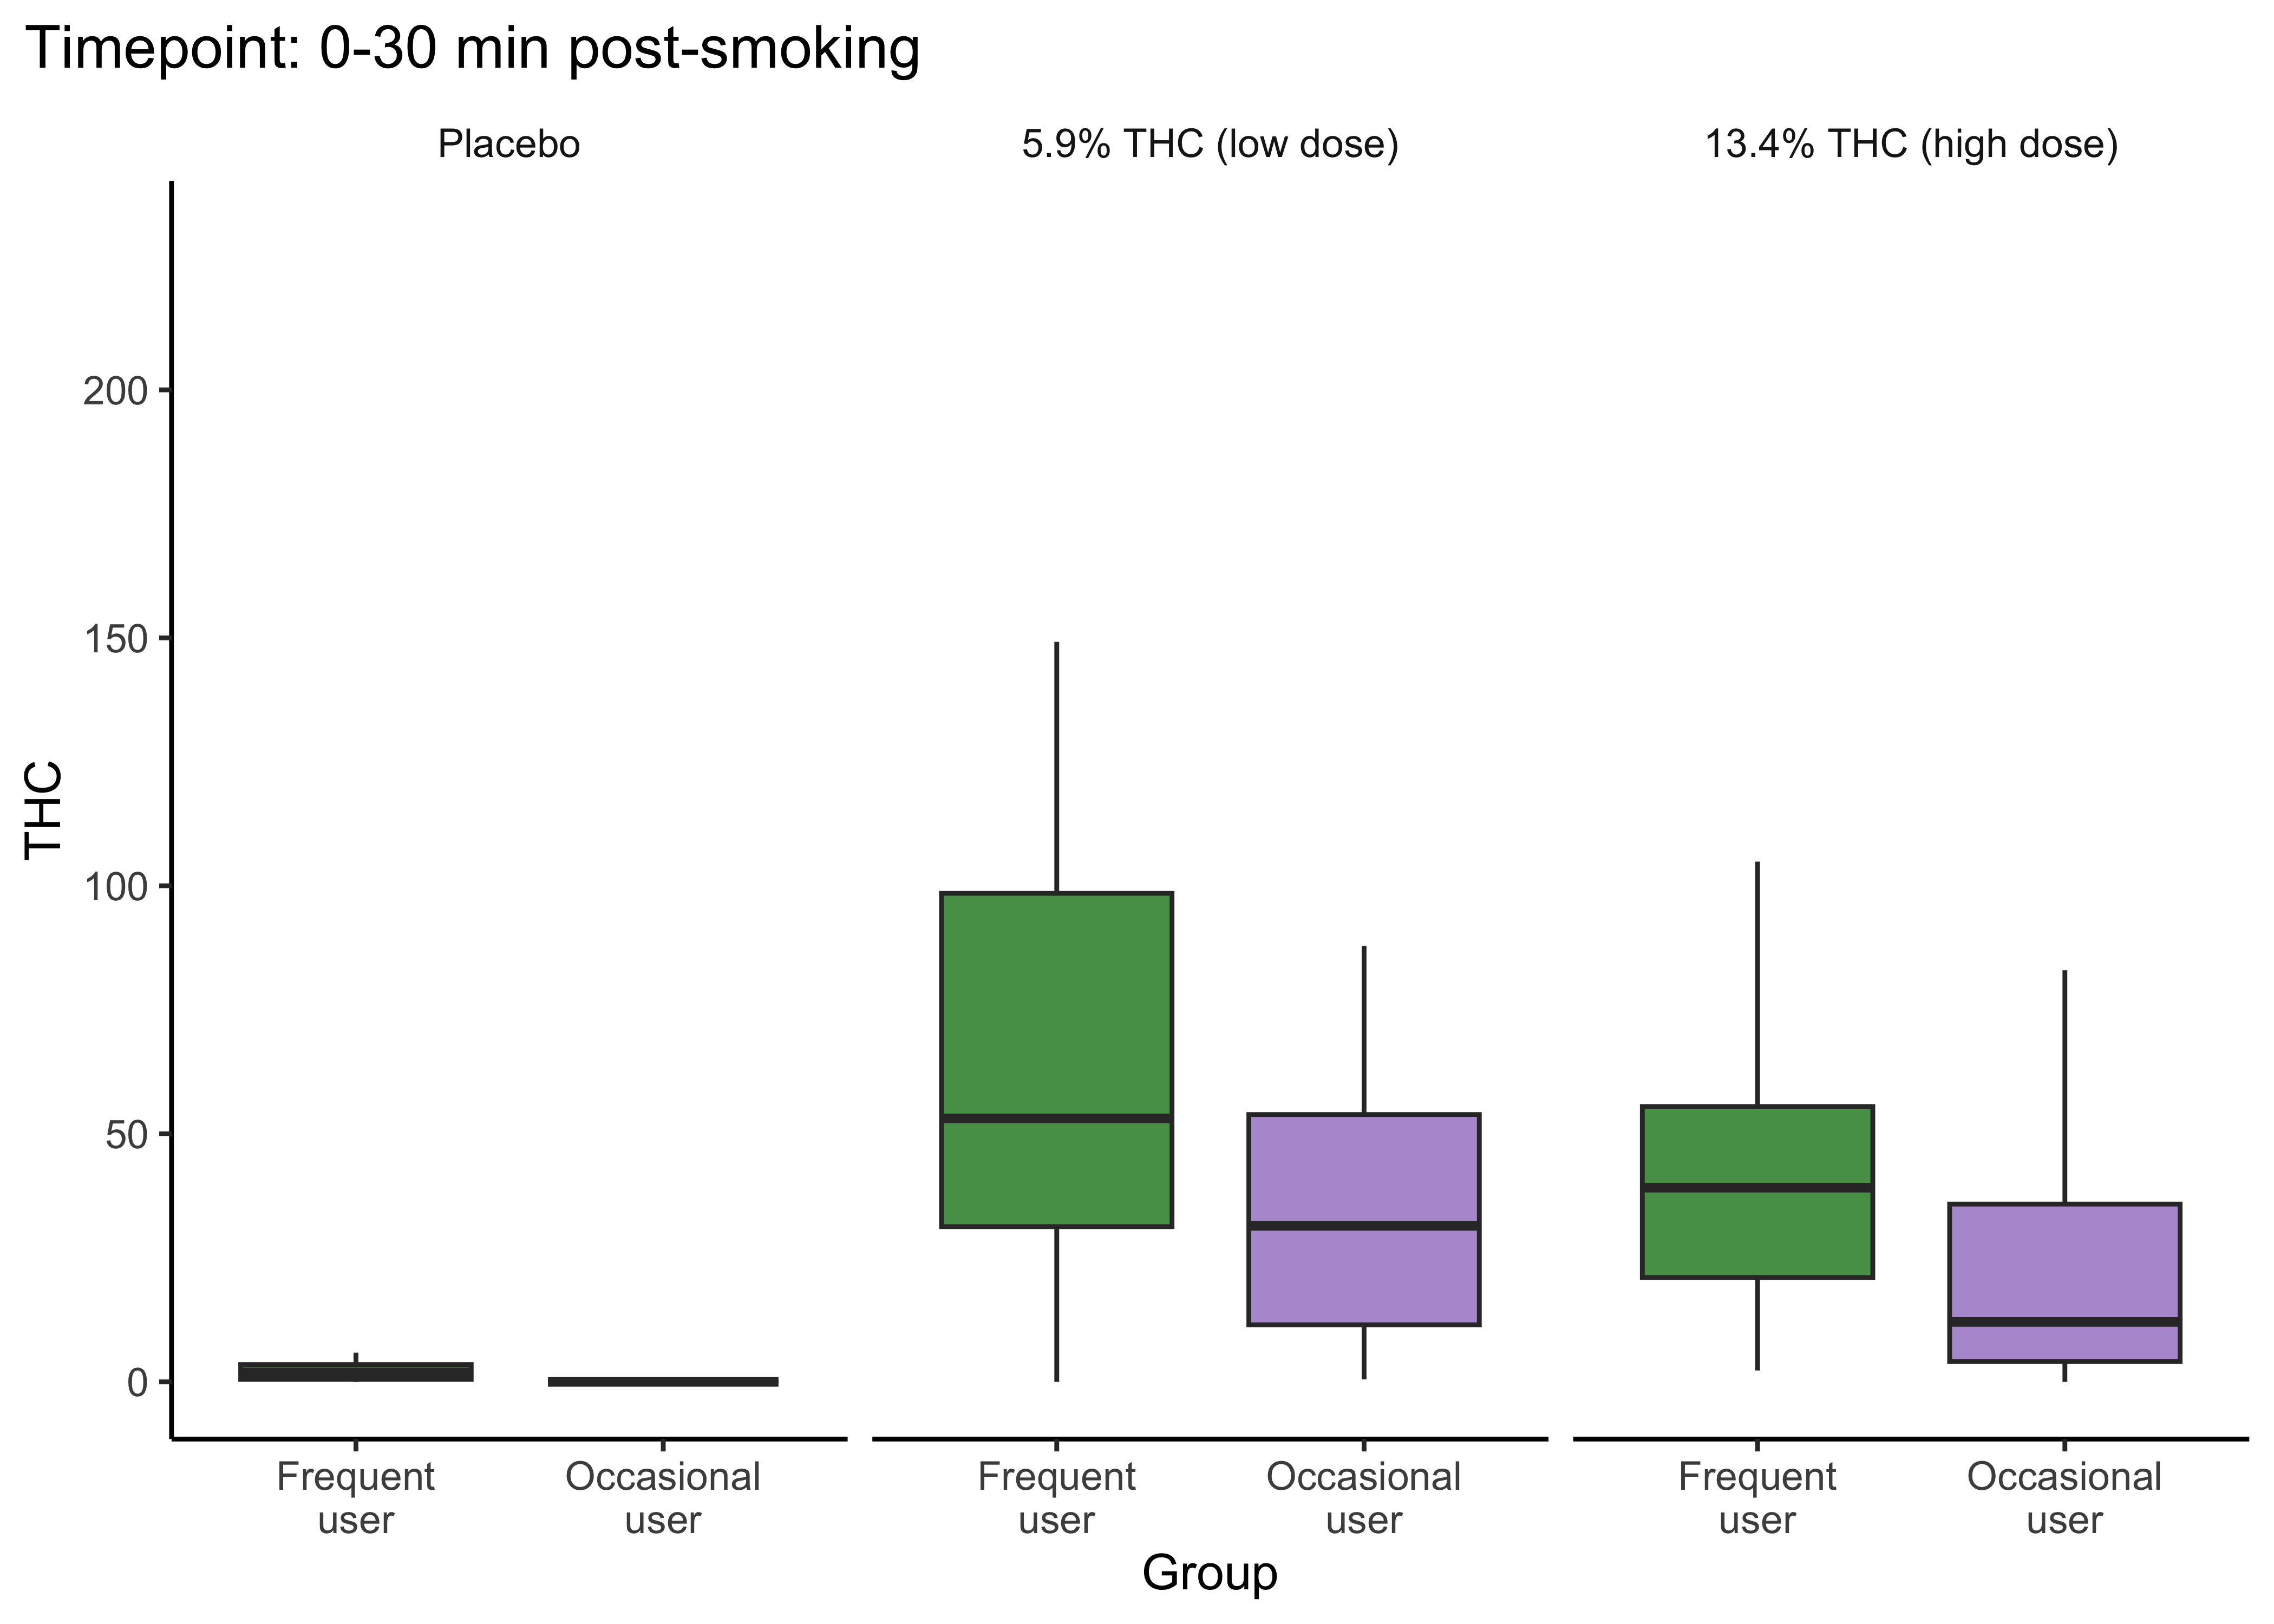 Timepoint: 0-30 min post-smoking
Placebo
5.9% THC (low dose)
13.4% THC (high dose)
THC
200
150
100
50
0
Frequent
user
Occasional
user
Frequent
user
Occasional
user
Frequent
user
Occasional
user
Group